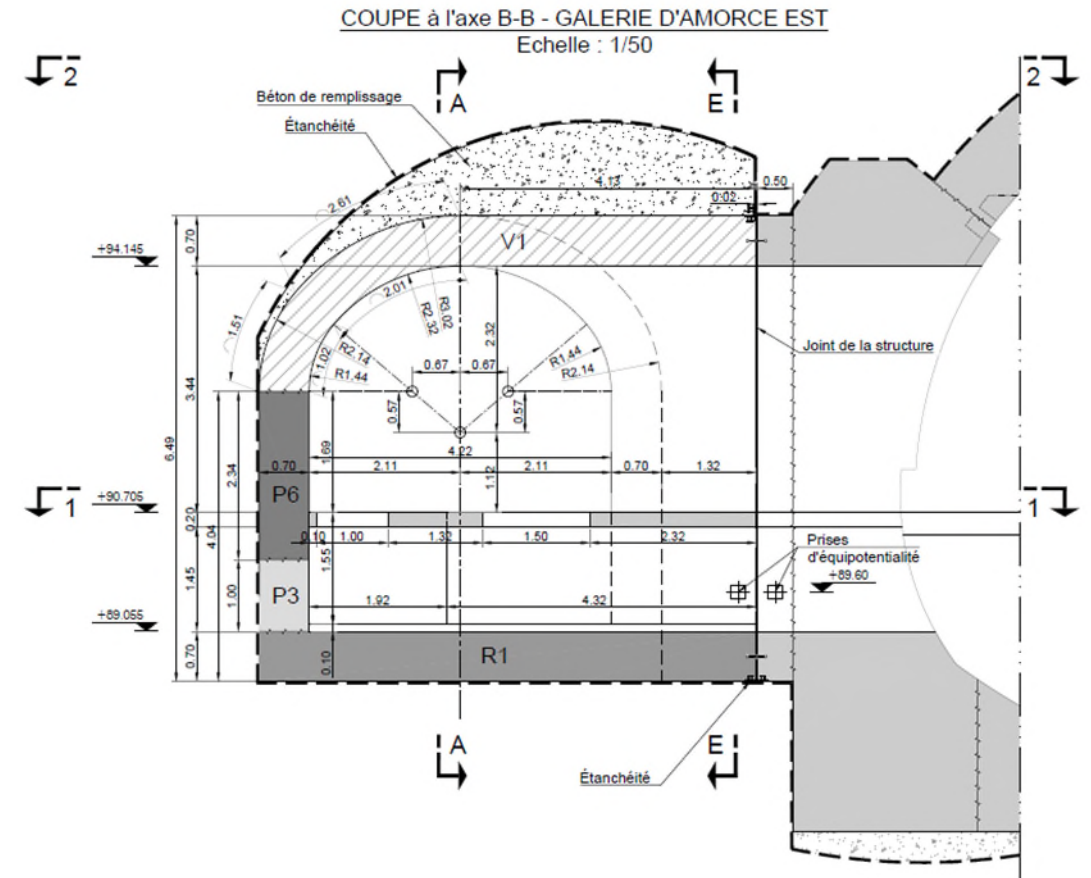 COUPE à l'axe B-B - GALERIE D'AMORCE EST
Echelle : 1/50
2
2
A
E
Béton de remplissage
Étanchéité
4.13
0.50
0.02
2.61
V1
+94.145
0.70
2.01
R3.02
R2.32
2.32
1.51
Joint de la structure
R2.14
1.02
R1.44
0.67
0.67
R1.44
R2.14
3.44
0.57
0.57
6.49
4.22
1.69
1.12
2.34
0.70
2.11
2.11
0.70
1.32
P6
+90.705
1
1
0.20
4.04
0.10
1.00
1.32
1.50
2.32
Prises
d'équipotentialité
+89.60
1.55
1.45
1.00
P3
1.92
4.32
+89.055
0.70
0.10
R1
A
E
Étanchéité